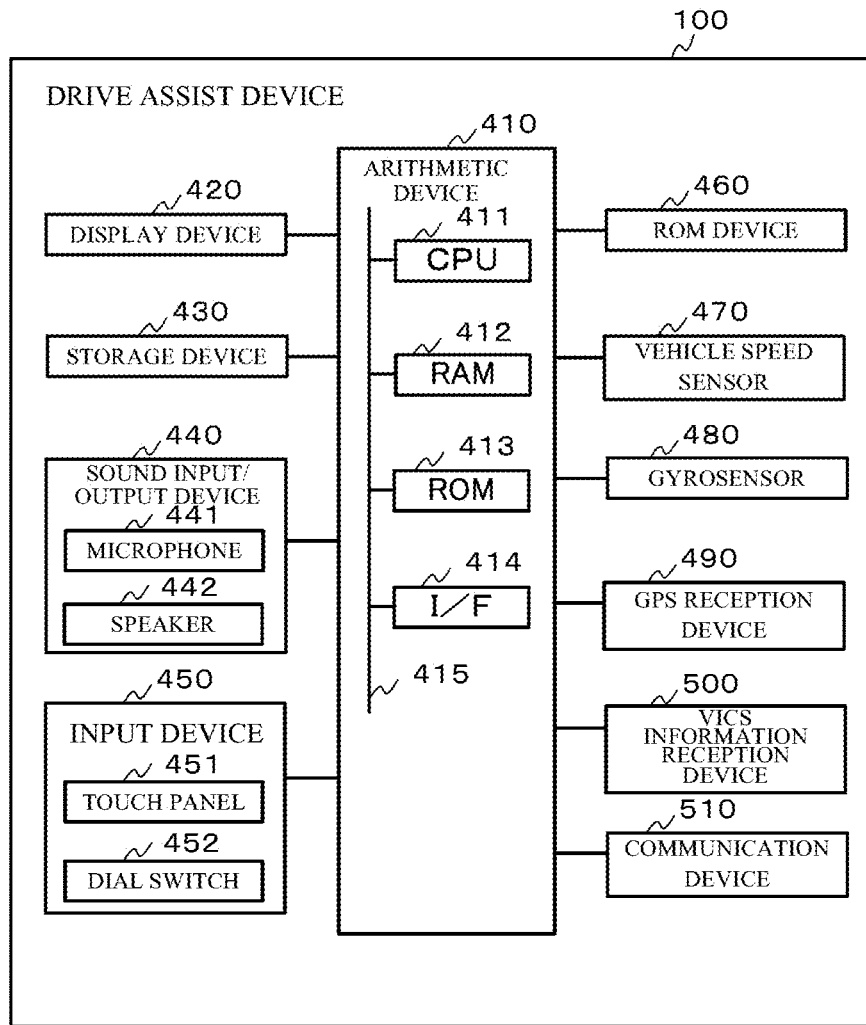 100
DRIVE ASSIST DEVICE
410
ARITHMETIC
DEVICE
420
DISPLAY DEVICE
430
STORAGE DEVICE
440
SOUND INPUT/
OUTPUT DEVICE
441
MICROPHONE
442
SPEAKER
450
INPUT DEVICE
451
TOUCH PANEL
452
DIAL SWITCH
411
CPU
412
RAM
413
ROM
414
I/F
415
460
ROM DEVICE
470
VEHICLE SPEED
SENSOR
480
GYROSENSOR
490
GPS RECEPTION
DEVICE
500
VICS
INFORMATION
RECEPTION
DEVICE
510
COMMUNICATION
DEVICE